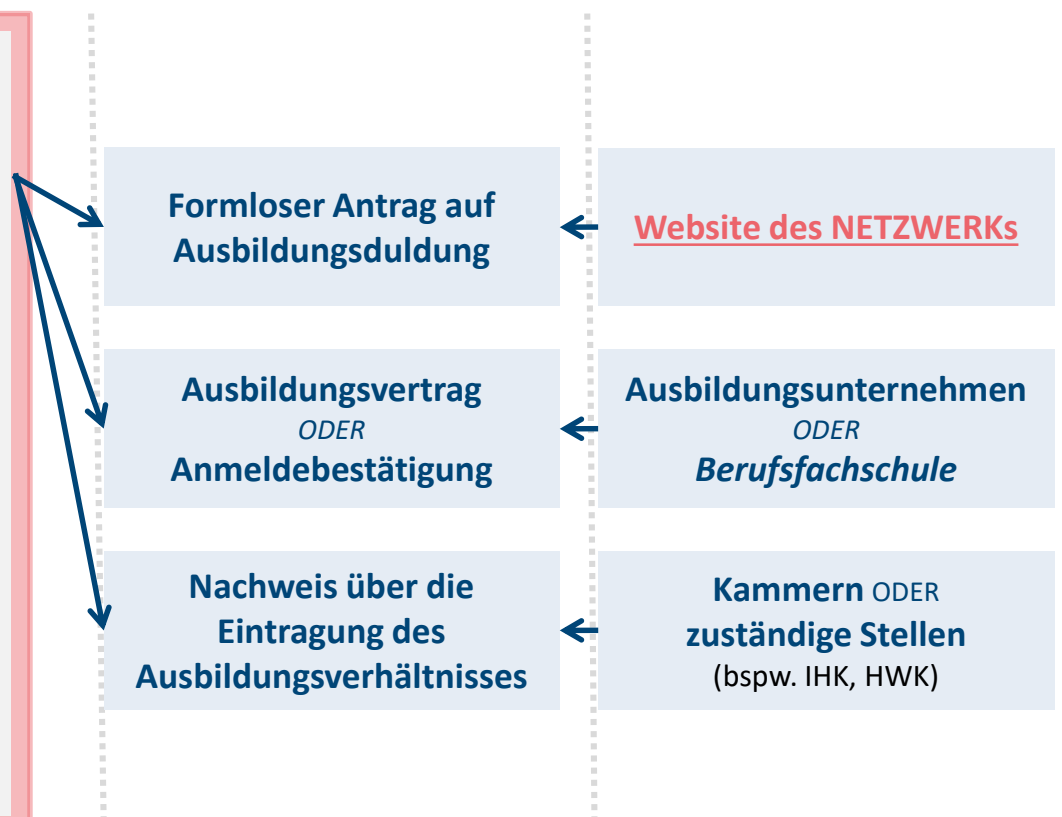 Formloser Antrag auf
Ausbildungsduldung
Website des NETZWERKs
Ausbildungsvertrag
ODER
Anmeldebestätigung
Ausbildungsunternehmen
ODER
Berufsfachschule
Nachweis über die
Eintragung des
Ausbildungsverhältnisses
Kammern ODER
zuständige Stellen
(bspw. IHK, HWK)